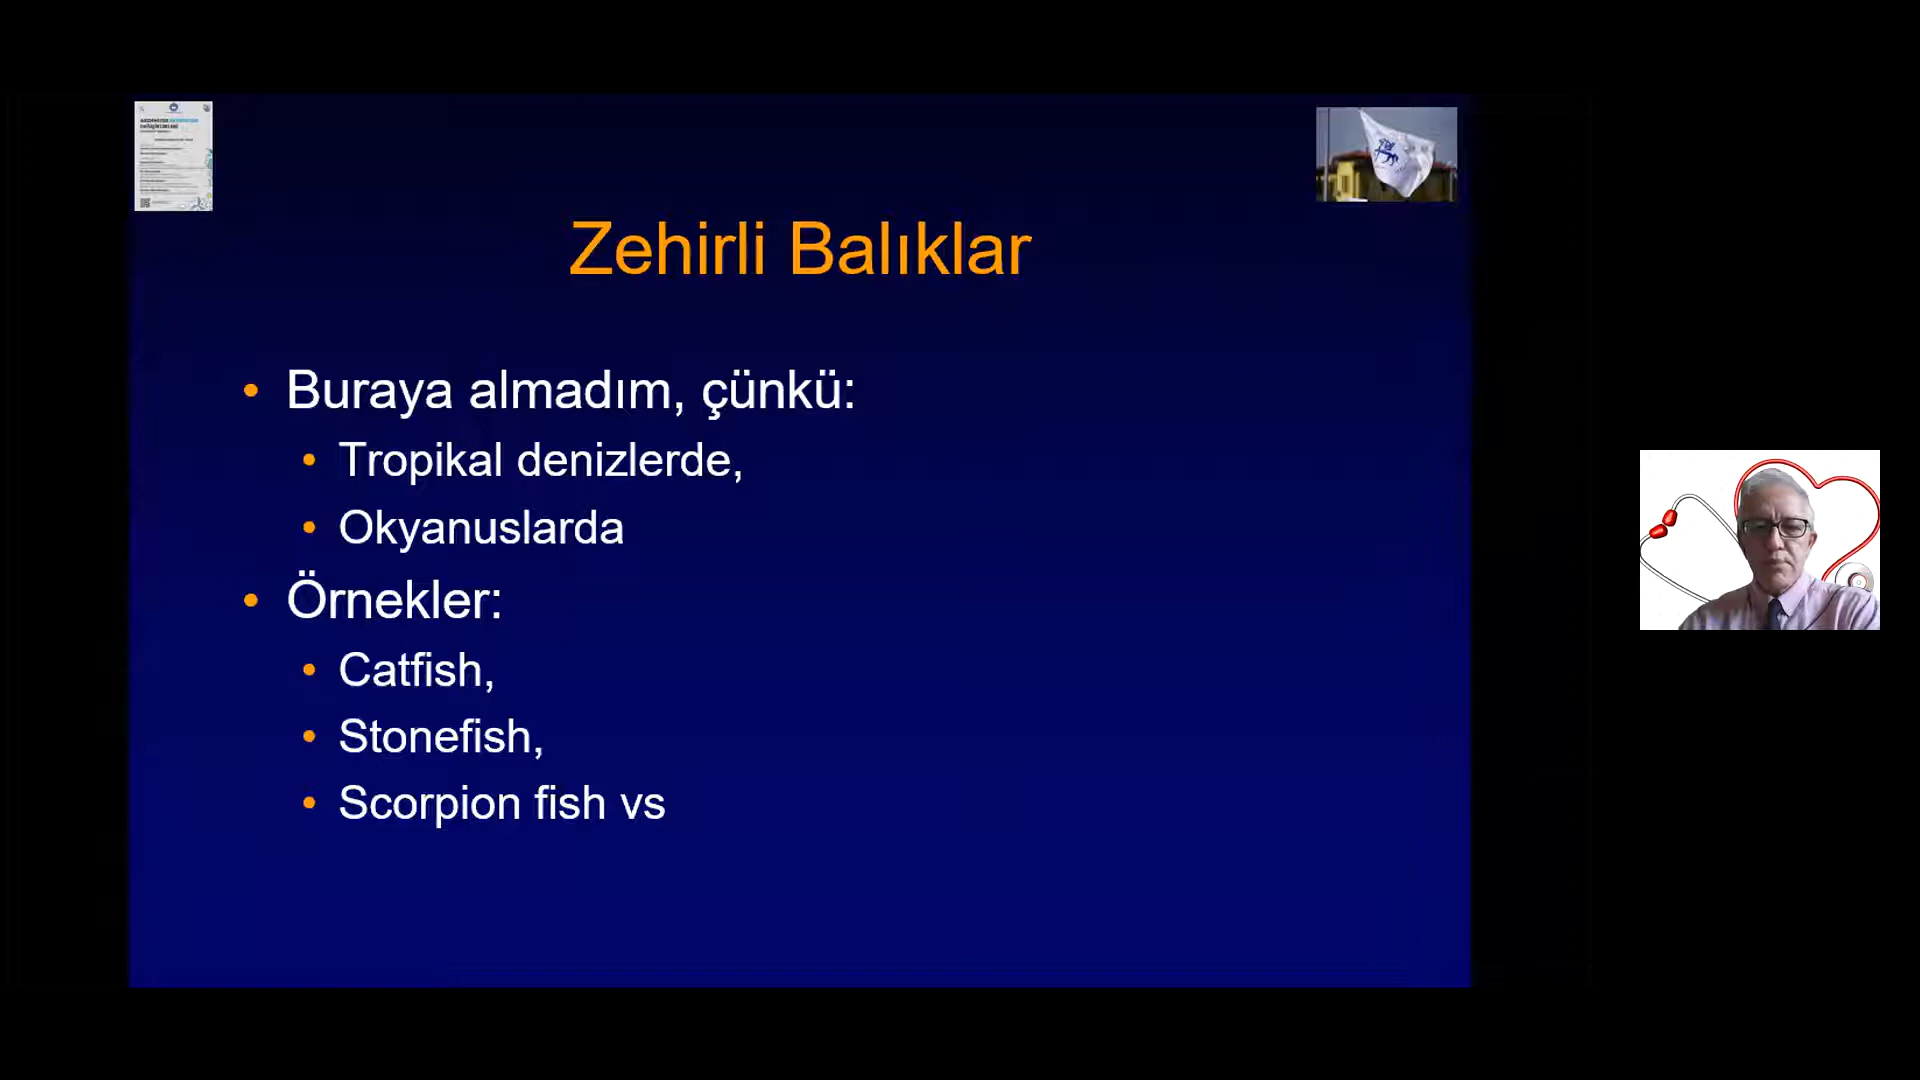 Zehirli Balıklar
• Buraya almadım, çünkü:
• Tropikal denizlerde,
• Okyanuslarda
• Örnekler:
• Catfish,
• Stonefish,
• Scorpion fish vs